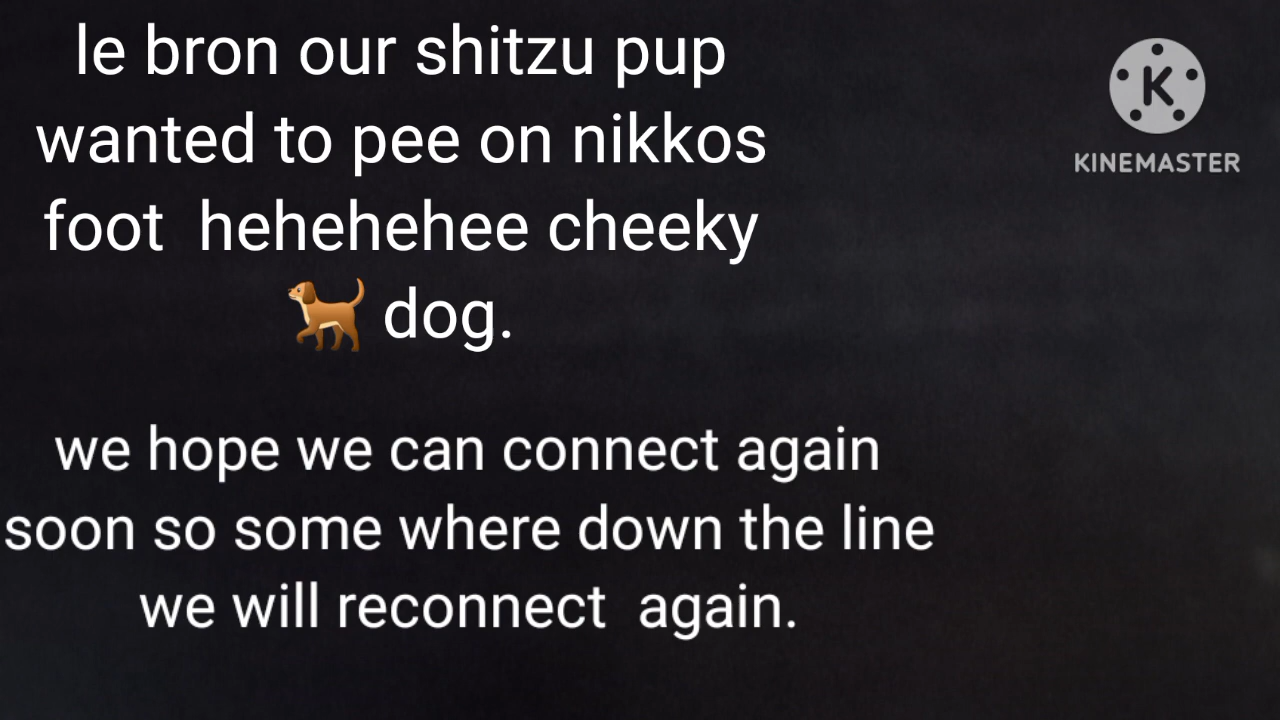 le bron our shitzu pup
wanted to pee on nikkos
foot  hehehehee cheeky
🐕 dog.
we hope we can connect again
soon so some where down the line
we will reconnect  again.
K
KINEMASTER